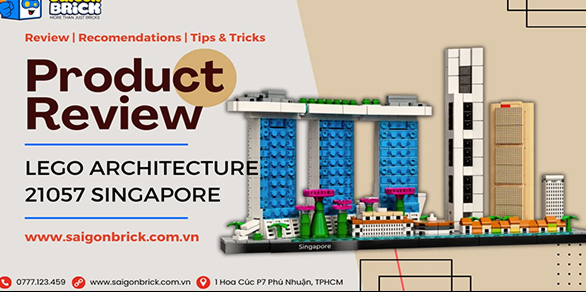 SAIGON
BRICK
MORE THAN JUST BRICKS
Review | Recomendations | Tips & Tricks
Product
Review
LEGO ARCHITECTURE
21057 SINGAPORE
www.saigonbrick.com.vn
Singapore
0777.123.459
www.saigonbrick.com.vn
1 Hoa Cúc P7 Phú Nhuận, TPHCM